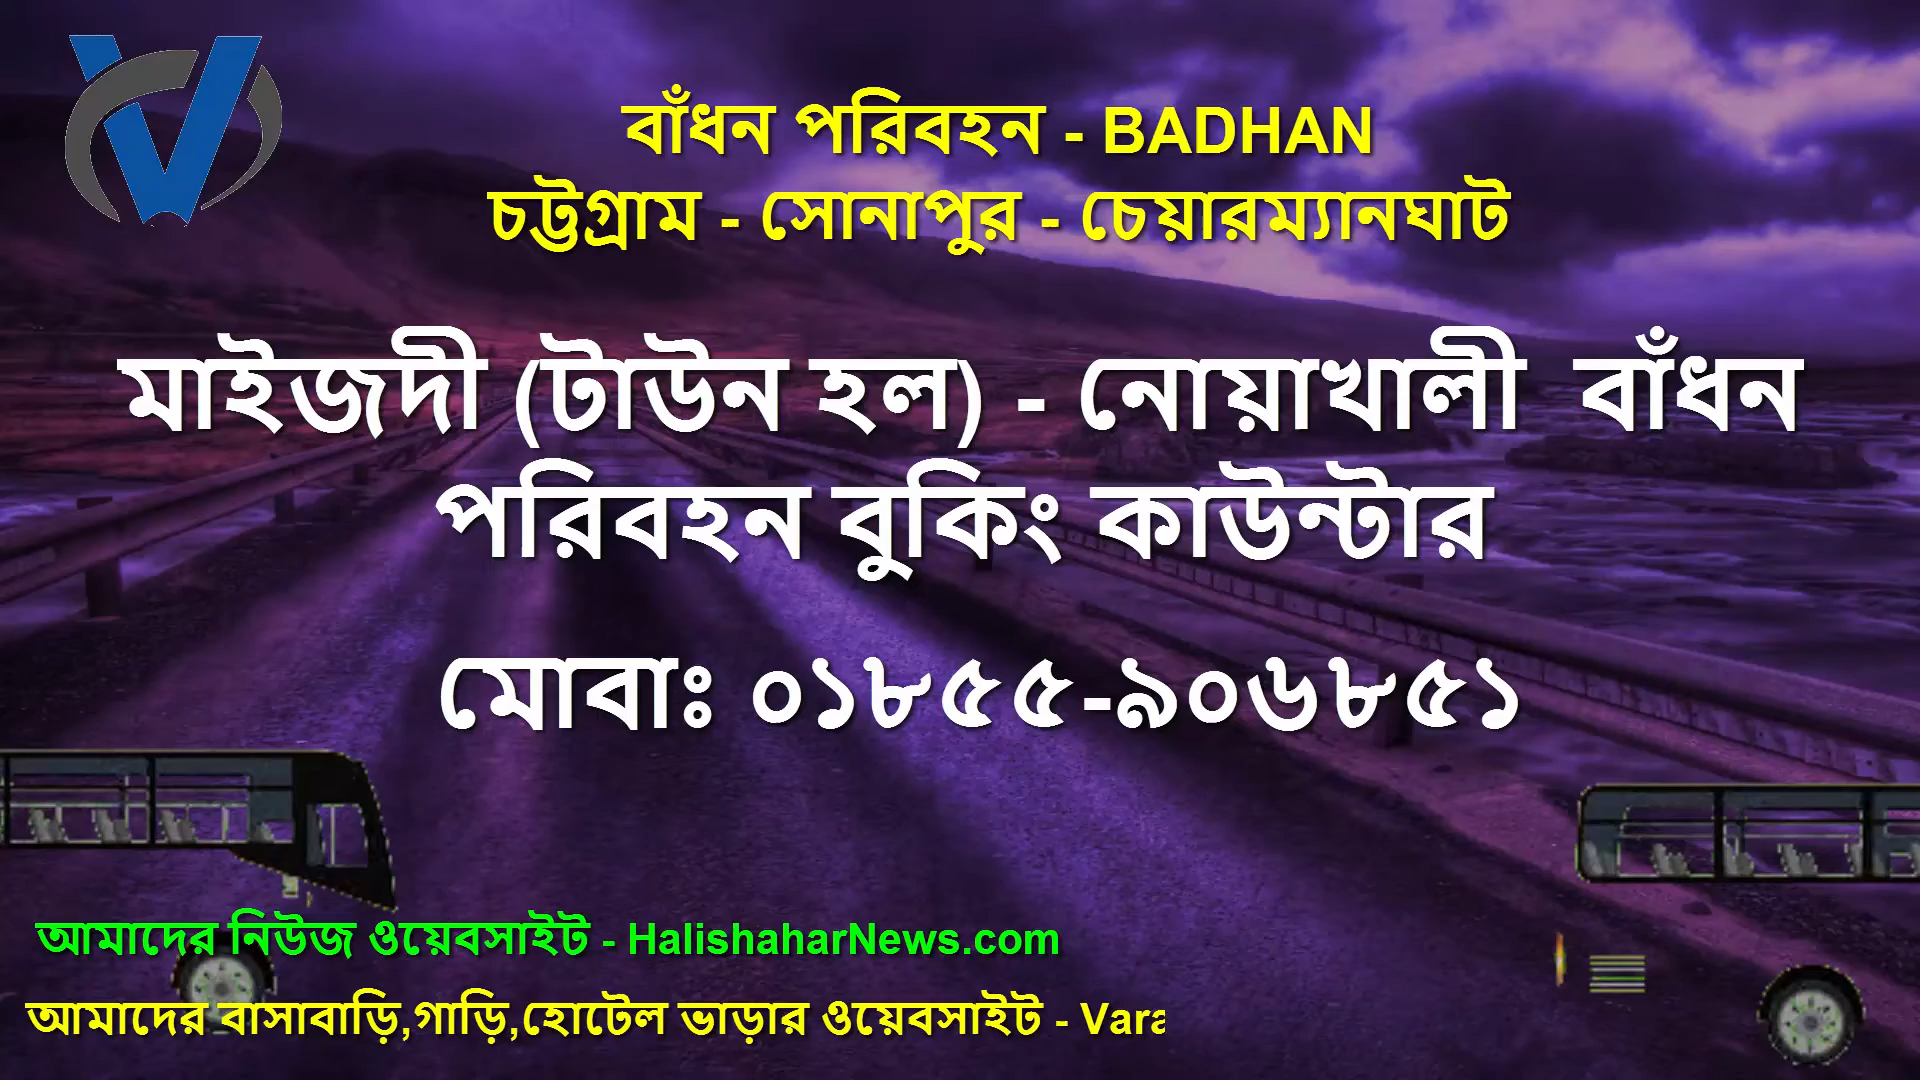 বাঁধন পরিবহন - BADHAN
চট্টগ্রাম - সোনাপুর - চেয়ারম্যানঘাট
মাইজদী (টাউন হল) - নোয়াখালী বাঁধন
পরিবহন বুকিং কাউন্টার
মোবাঃ ০১৮৫৫-৯০৬৮৫১
আমাদের নিউজ ওয়েবসাইট - HalishaharNews.com
আমাদের বাসাবাড়ি,গাড়ি,হোটেল ভাড়ার ওয়েবসাইট -